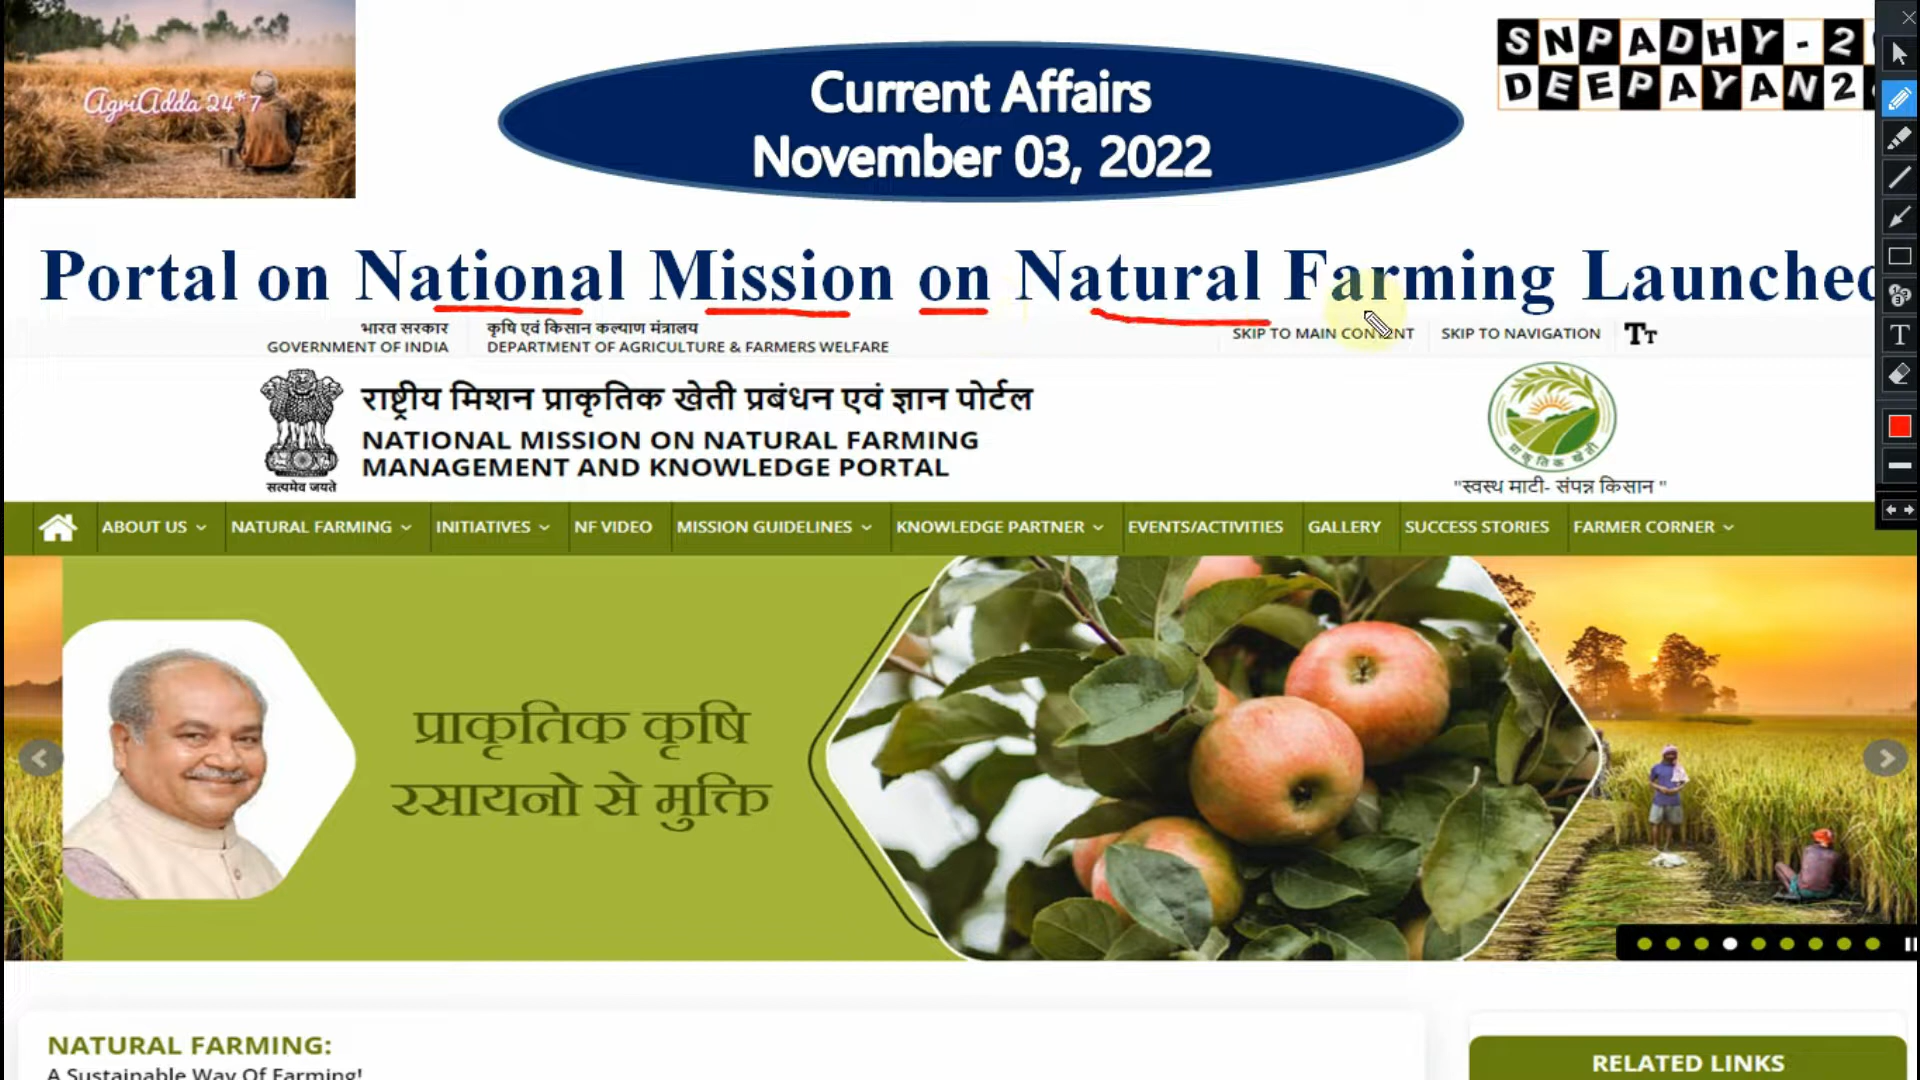 AgriAdda 24*7
Current Affairs
November 03, 2022
SNPADHY-2
DEEPAYAN2
Portal on National Mission on Natural Farming Launched
भारत सरकार
GOVERNMENT OF INDIA
कृषि एवं किसान कल्याण मंत्रालय
DEPARTMENT OF AGRICULTURE & FARMERS WELFARE
SKIP TO MAIN CONTENT
SKIP TO NAVIGATION
TT
राष्ट्रीय मिशन प्राकृतिक खेती प्रबंधन एवं ज्ञान पोर्टल
NATIONAL MISSION ON NATURAL FARMING
MANAGEMENT AND KNOWLEDGE PORTAL
सत्यमेव जयते
प्राकृतिक खेती
"स्वस्थ माटी- संपन्न किसान "
ABOUT US NATURAL FARMING INITIATIVES NF VIDEO MISSION GUIDELINES KNOWLEDGE PARTNER EVENTS/ACTIVITIES GALLERY SUCCESS STORIES FARMER CORNER
प्राकृतिक कृषि
रसायनो से मुक्ति
NATURAL FARMING:
A Sustainable Way Of Farming!
RELATED LINKS